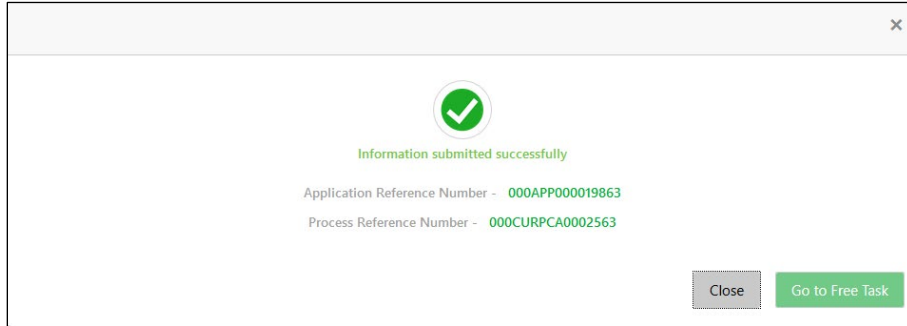 ×
Information submitted successfully
Application Reference Number - 000APP000019863
Process Reference Number - 000CURPCA0002563
Close Go to Free Task